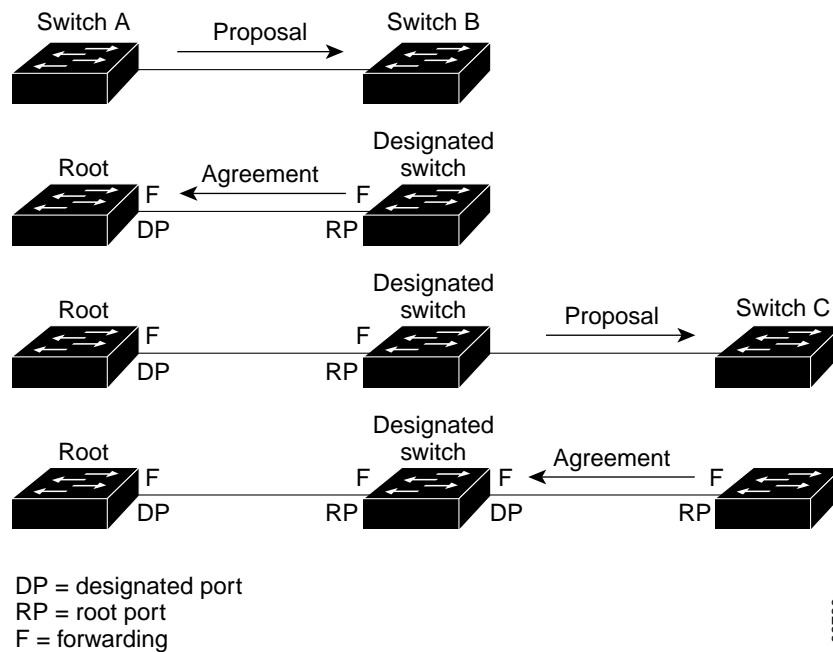 Switch A
Proposal
Switch B
Root
F
Agreement
F
Designated
switch
DP
RP
Root
F
F
Designated
switch
Proposal
Switch C
DP
RP
Root
F
F
Designated
switch
F
Agreement
F
DP
RP
DP
RP
DP = designated port
RP = root port
F = forwarding